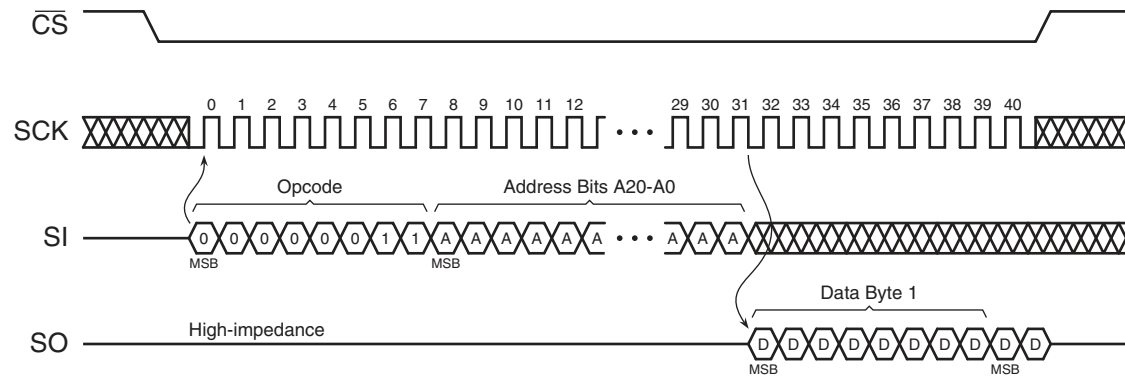 CS
0 1 2 3 4 5 6 7 8 9 10 11 12 29 30 31 32 33 34 35 36 37 38 39 40
SCK
Opcode Address Bits A20-A0
SI 0 0 0 0 0 0 1 1 A A A A A A A A A
MSB MSB
Data Byte 1
High-impedance
SO D D D D D D D D D D
MSB MSB